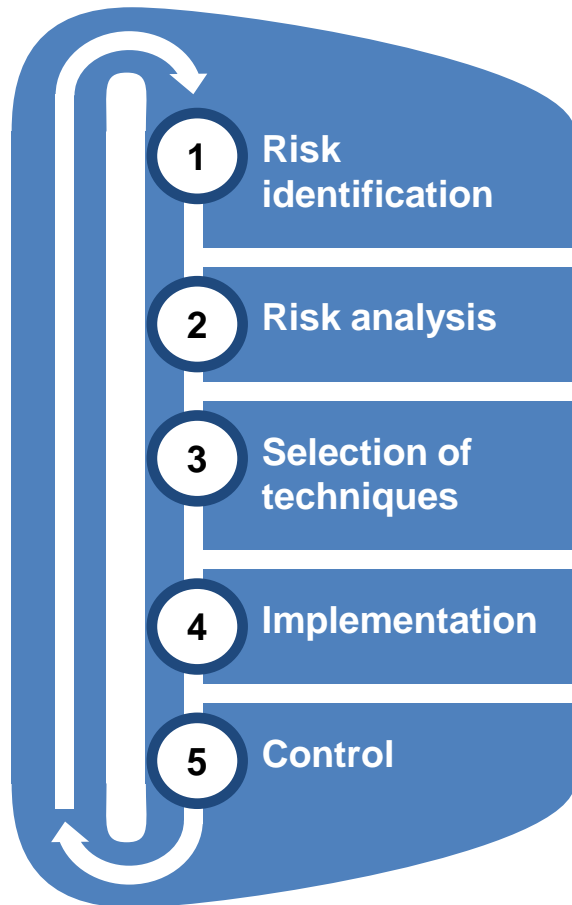 1
Risk
identification
2
Risk analysis
3
Selection of
techniques
4
Implementation
5
Control